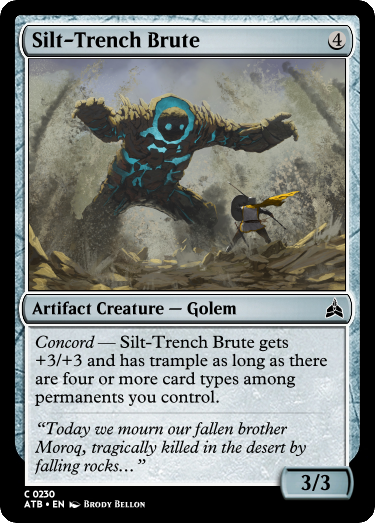 Silt-Trench Brute 4
Artifact Creature — Golem
Concord — Silt-Trench Brute gets
+3/+3 and has trample as long as there
are four or more card types among
permanents you control.
“Today we mourn our fallen brother
Moroq, tragically killed in the desert by
falling rocks…”
3/3
C 0230
ATB • EN Brody Bellon